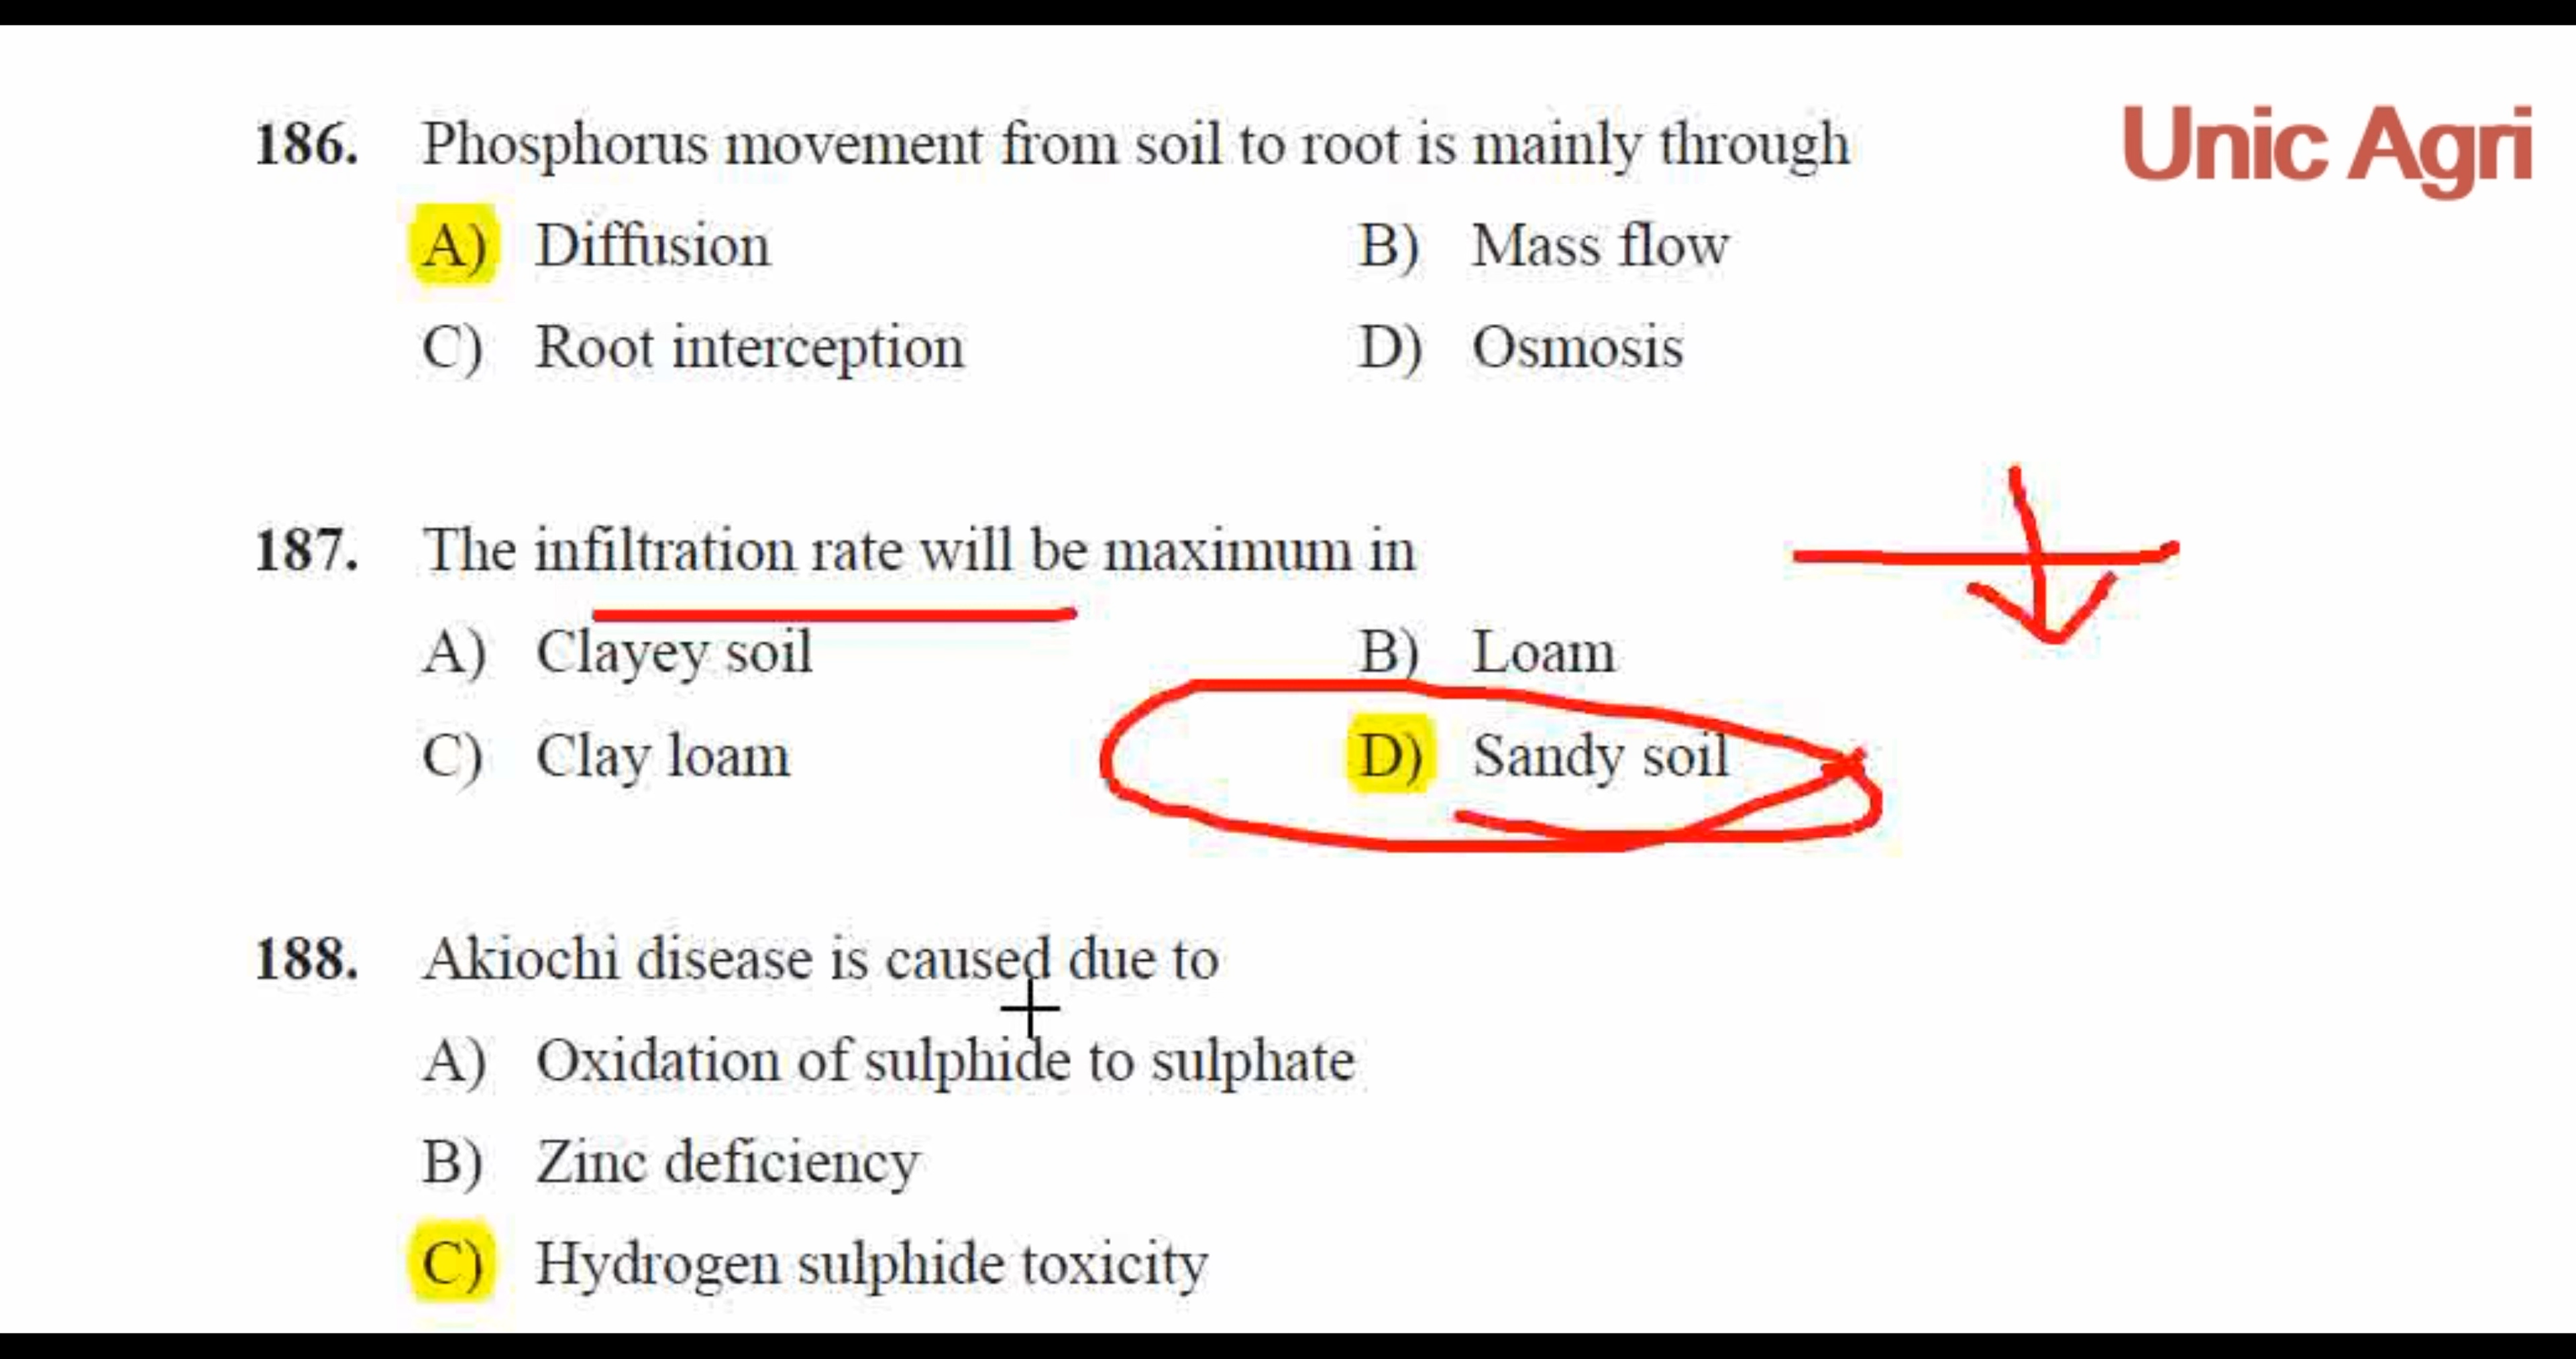 Unic Agri
186. Phosphorus movement from soil to root is mainly through
A) Diffusion B) Mass flow
C) Root interception D) Osmosis
187. The infiltration rate will be maximum in
A) Clayey soil B) Loam
C) Clay loam D) Sandy soil
188. Akiochi disease is caused due to
A) Oxidation of sulphide to sulphate
B) Zinc deficiency
C) Hydrogen sulphide toxicity